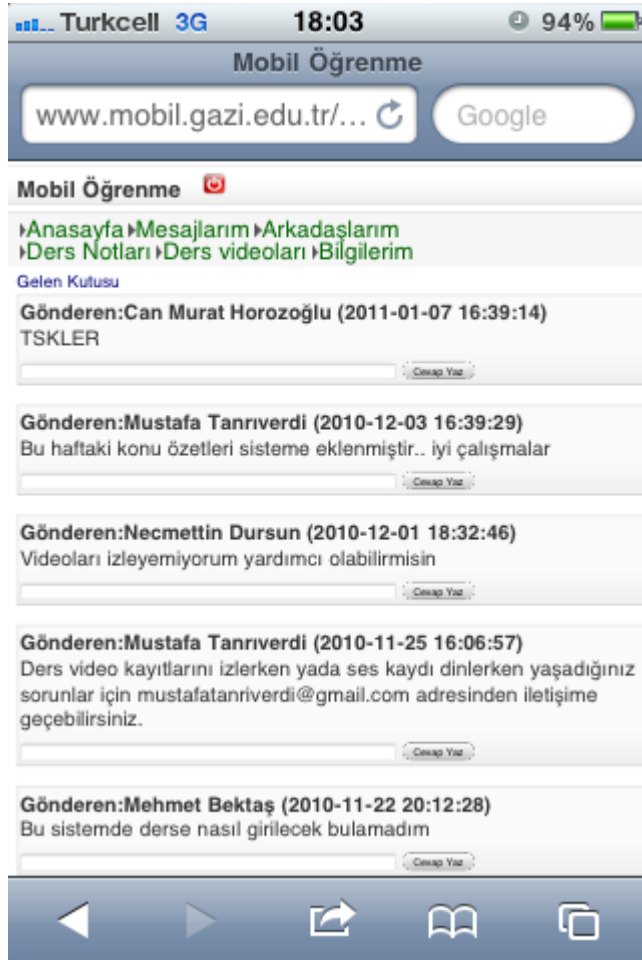 Turkcell 3G 18:03 94%
Mobil Öğrenme
www.mobil.gazi.edu.tr/... Google
Mobil Öğrenme
Anasayfa Mesajlarım Arkadaşlarım
Ders Notları Ders videoları Bilgilerim
Gelen Kutusu
Gönderen:Can Murat Horozoğlu (2011-01-07 16:39:14)
TSKLER
Cevap Yaz
Gönderen:Mustafa Tanrıverdi (2010-12-03 16:39:29)
Bu haftaki konu özetleri sisteme eklenmiştir.. iyi çalışmalar
Cevap Yaz
Gönderen:Necmettin Dursun (2010-12-01 18:32:46)
Videoları izleyemiyorum yardımcı olabilirmisin
Cevap Yaz
Gönderen:Mustafa Tanrıverdi (2010-11-25 16:06:57)
Ders video kayıtlarını izlerken yada ses kaydı dinlerken yaşadığınız
sorunlar için mustafatanriverdi@gmail.com adresinden iletişime
geçebilirsiniz.
Cevap Yaz
Gönderen:Mehmet Bektaş (2010-11-22 20:12:28)
Bu sistemde derse nasıl girilecek bulamadım
Cevap Yaz